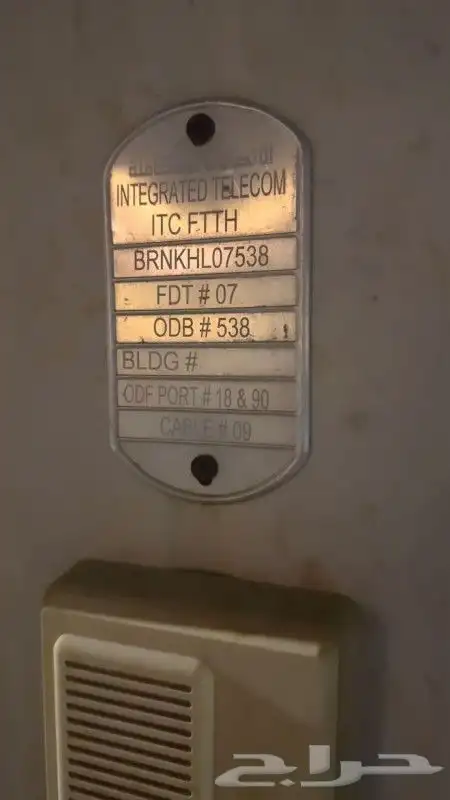 INTEGRATED TELECOM
ITC FTTH
BRNKHL07538
FDT # 07
ODB # 538
BLDG #
ODF PORT # 18 & 90
CABLE # 09
حراج